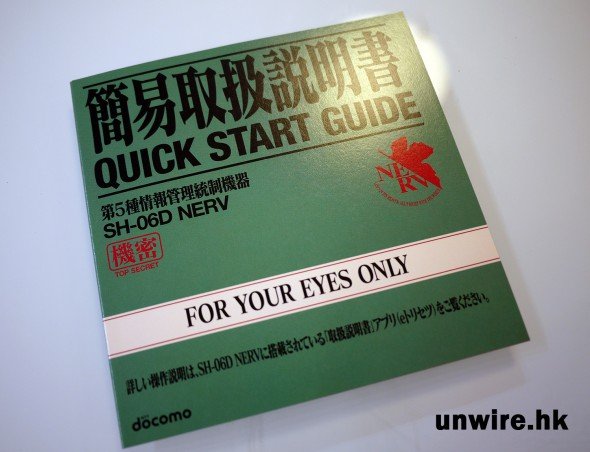 簡易取扱説明書
QUICK START GUIDE
第5種情報管理統制機器
SH-06D NERV
機密
TOP SECRET
NERV
FOR YOUR EYES ONLY
詳しい操作説明は、SH-06D NERVに搭載されている「取扱説明書」アプリ(eトリセツ)をご覧ください。
döcomo
unwire.hk